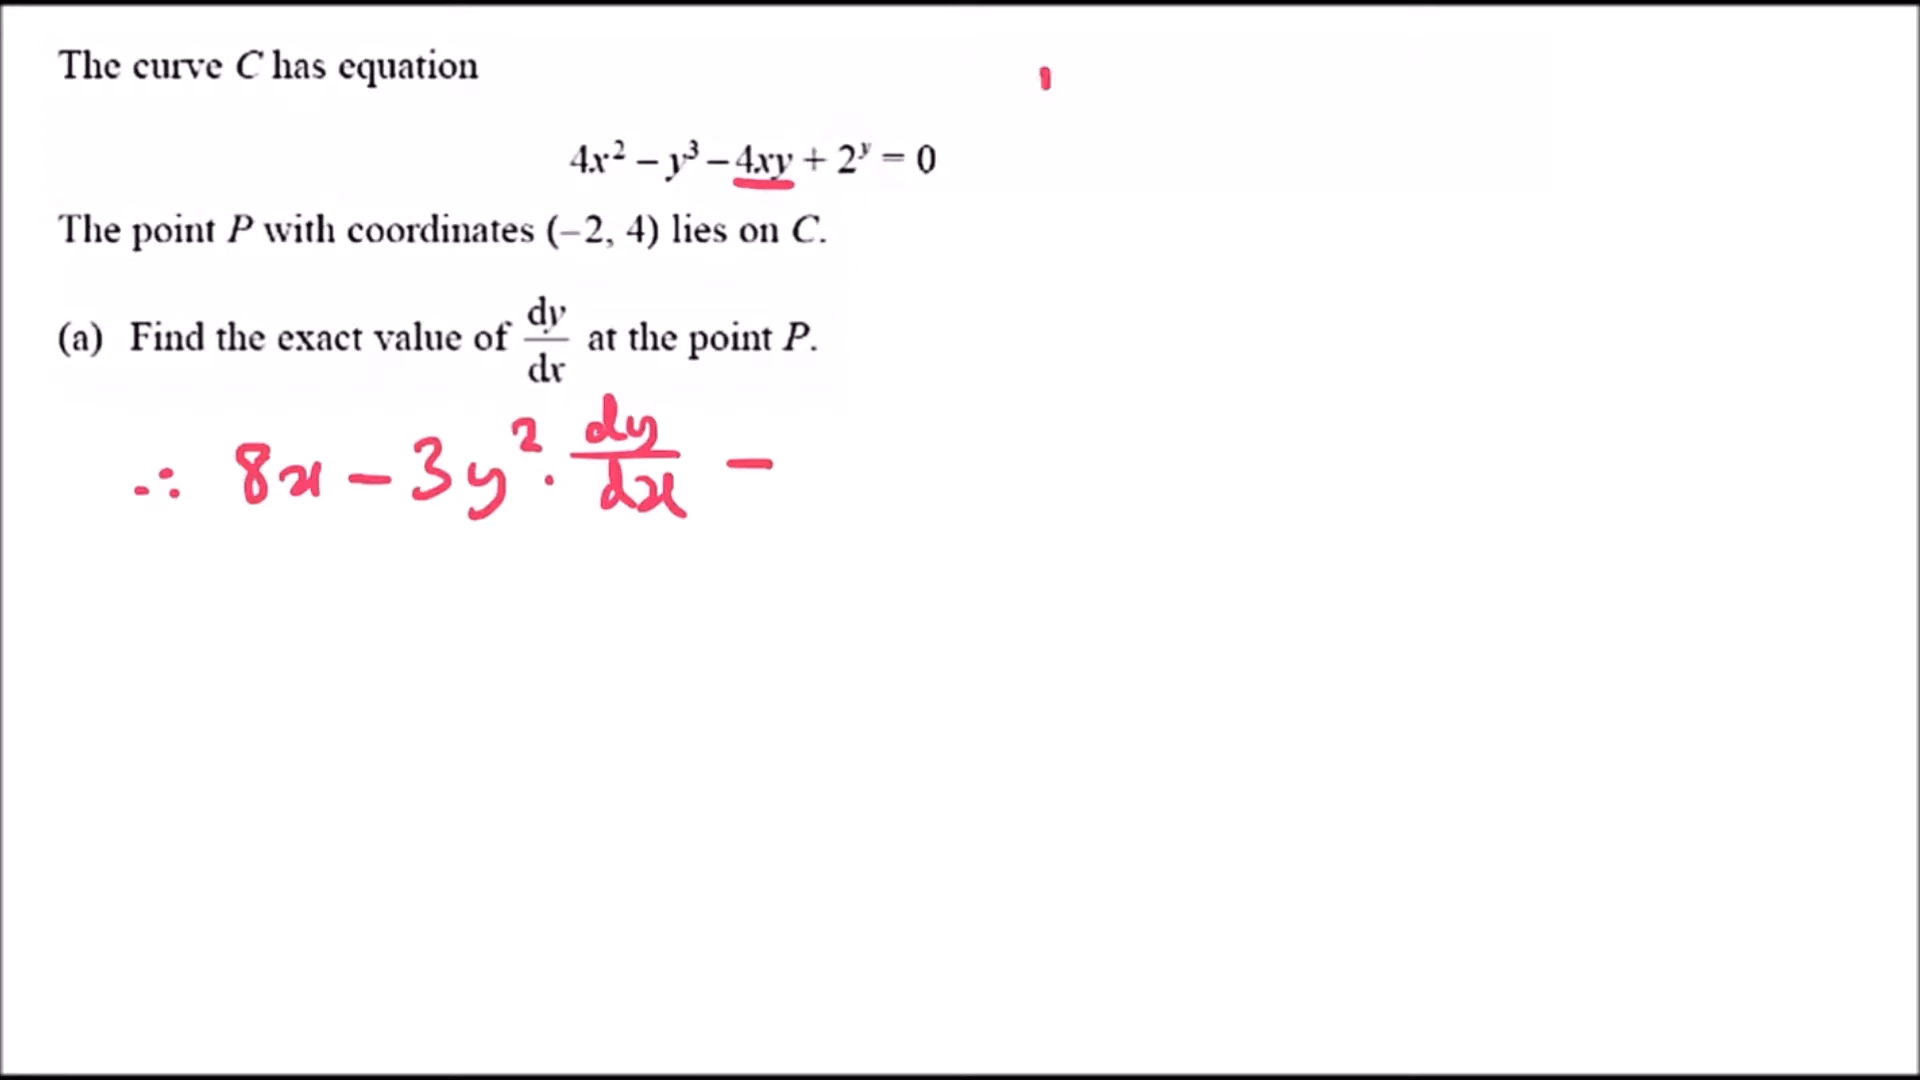 The curve C has equation
4x² – y³ – 4xy + 2ʸ = 0
The point P with coordinates (–2, 4) lies on C.
(a) Find the exact value of dy/dx at the point P.
∴ 8x – 3y² · dy/dx –